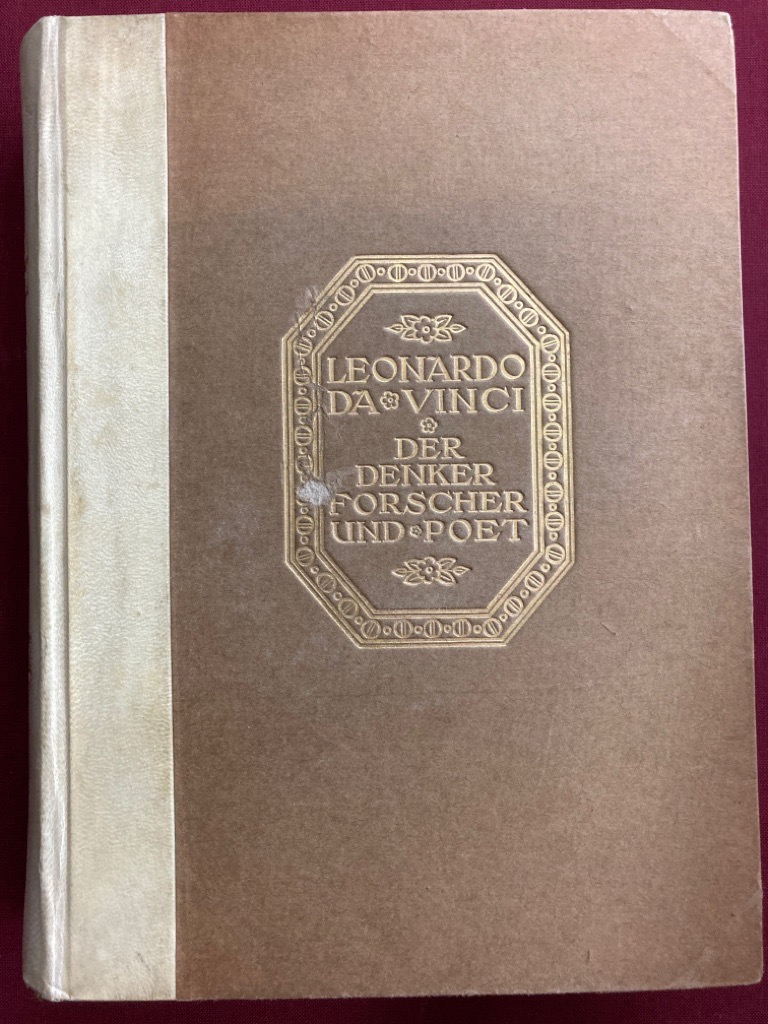 LEONARDO
DA VINCI
DER
DENKER
FORSCHER
UND POET